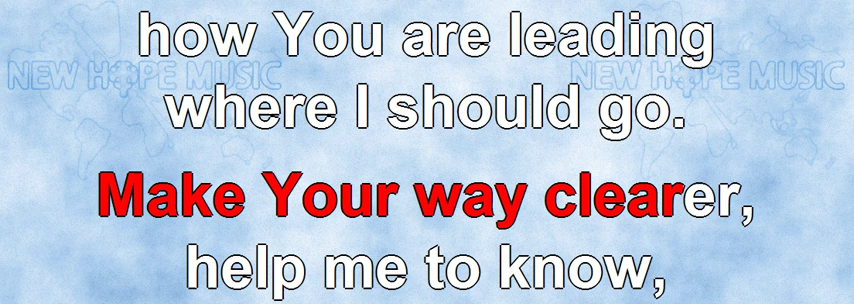 how You are leading
NEW HOPE MUSIC NEW HOPE MUSIC
where I should go.
Make Your way clearer,
help me to know,